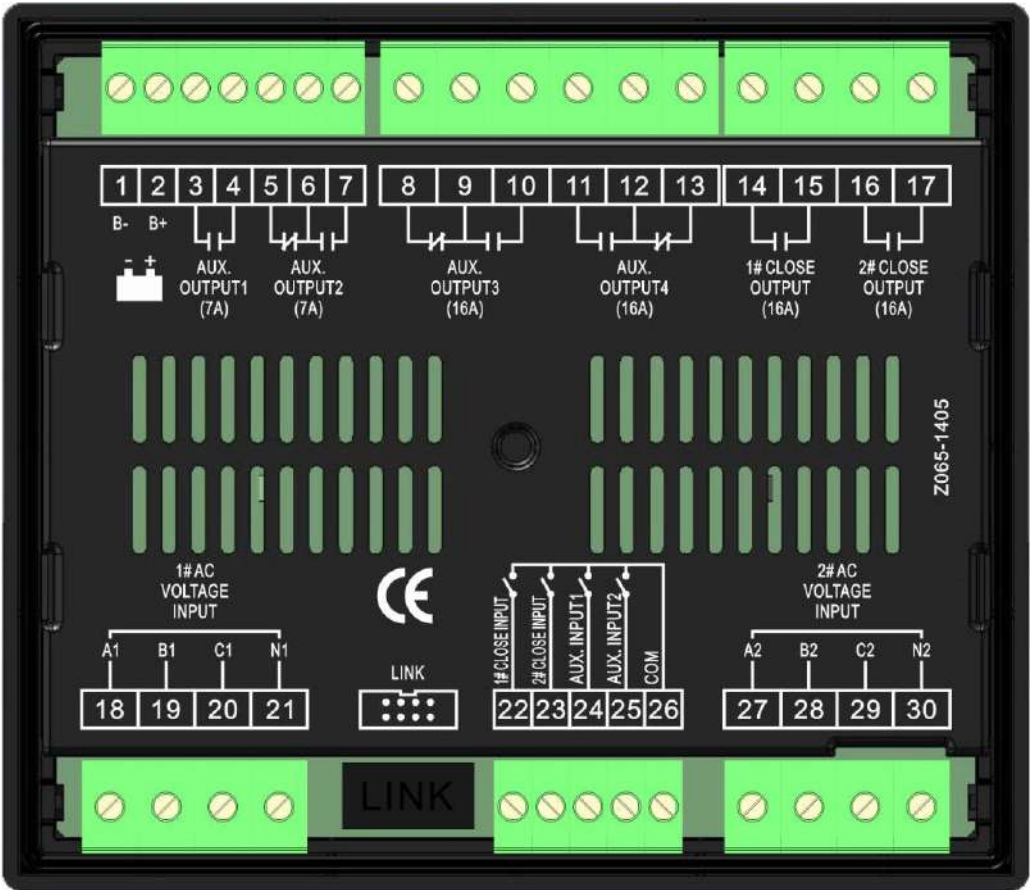 1 2 3 4 5 6 7 8 9 10 11 12 13 14 15 16 17
B- B+
- +
AUX.
OUTPUT1
(7A)
AUX.
OUTPUT2
(7A)
AUX.
OUTPUT3
(16A)
AUX.
OUTPUT4
(16A)
1# CLOSE
OUTPUT
(16A)
2# CLOSE
OUTPUT
(16A)
Z065-1405
1# AC
VOLTAGE
INPUT
A1 B1 C1 N1
18 19 20 21
CE
LINK
1# CLOSE INPUT
2# CLOSE INPUT
AUX. INPUT1
AUX. INPUT2
COM
22 23 24 25 26
2# AC
VOLTAGE
INPUT
A2 B2 C2 N2
27 28 29 30
LINK